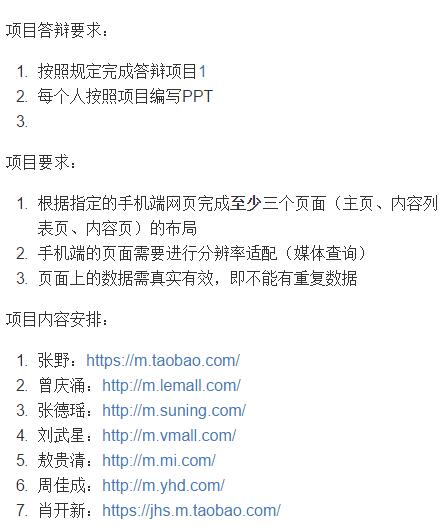 项目答辩要求：
1. 按照规定完成答辩项目1
2. 每个人按照项目编写PPT
3.
项目要求：
1. 根据指定的手机端网页完成至少三个页面（主页、内容列
表页、内容页）的布局
2. 手机端的页面需要进行分辨率适配（媒体查询）
3. 页面上的数据需真实有效，即不能有重复数据
项目内容安排：
1. 张野：https://m.taobao.com/
2. 曾庆涌：http://m.lemall.com/
3. 张德瑶：http://m.suning.com/
4. 刘武星：http://m.vmall.com/
5. 敖贵清：http://m.mi.com/
6. 周佳成：http://m.yhd.com/
7. 肖开新：https://jhs.m.taobao.com/